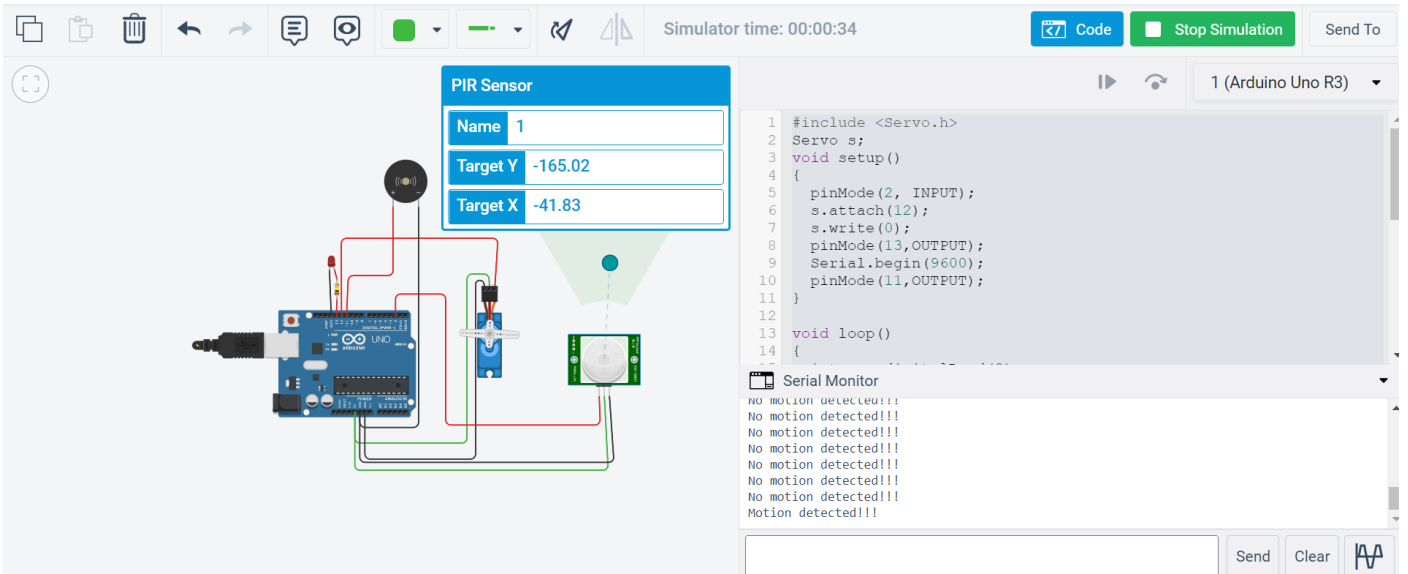 Simulator time: 00:00:34
Code
Stop Simulation
Send To
1 (Arduino Uno R3)
PIR Sensor
Name 1
Target Y -165.02
Target X -41.83
UNO
ARDUINO
1 #include <Servo.h>
2 Servo s;
3 void setup()
4 {
5 pinMode(2, INPUT);
6 s.attach(12);
7 s.write(0);
8 pinMode(13,OUTPUT);
9 Serial.begin(9600);
10 pinMode(11,OUTPUT);
11 }
12
13 void loop()
14 {
Serial Monitor
No motion detected!!!
No motion detected!!!
No motion detected!!!
No motion detected!!!
No motion detected!!!
No motion detected!!!
No motion detected!!!
Motion detected!!!
Send
Clear